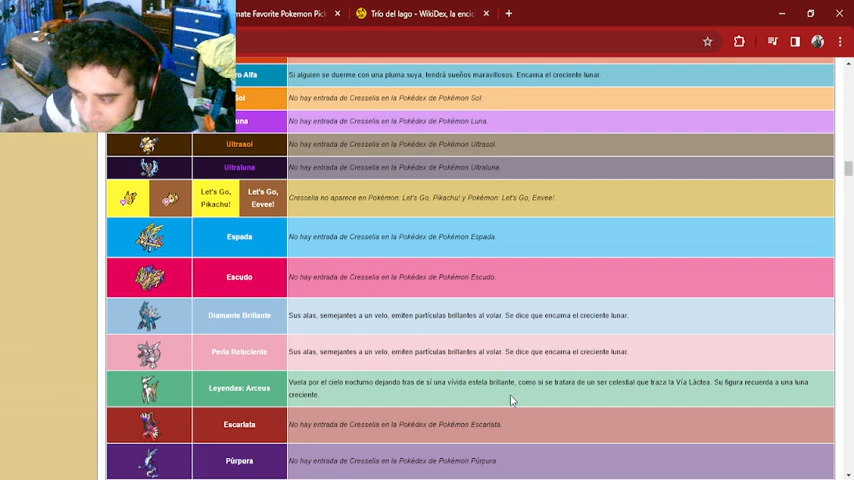 mate Favorite Pokemon Pic
Trío del lago - WikiDex, la encic
ro Alfa
Si alguien se duerme con una pluma suya, tendrá sueños maravillosos. Encarna el creciente lunar.
Sol
No hay entrada de Cresselia en la Pokédex de Pokémon Sol.
Luna
No hay entrada de Cresselia en la Pokédex de Pokémon Luna.
Ultrasol
No hay entrada de Cresselia en la Pokédex de Pokémon Ultrasol.
Ultraluna
No hay entrada de Cresselia en la Pokédex de Pokémon Ultraluna.
Let's Go, Let's Go,
Pikachu! Eevee!
Cresselia no aparece en Pokémon: Let's Go, Pikachu! y Pokémon: Let's Go, Eevee!.
Espada
No hay entrada de Cresselia en la Pokédex de Pokémon Espada.
Escudo
No hay entrada de Cresselia en la Pokédex de Pokémon Escudo.
Diamante Brillante
Sus alas, semejantes a un velo, emiten partículas brillantes al volar. Se dice que encarna el creciente lunar.
Perla Reluciente
Sus alas, semejantes a un velo, emiten partículas brillantes al volar. Se dice que encarna el creciente lunar.
Leyendas: Arceus
Vuela por el cielo nocturno dejando tras de sí una vívida estela brillante, como si se tratara de un ser celestial que traza la Vía Láctea. Su figura recuerda a una luna
creciente.
Escarlata
No hay entrada de Cresselia en la Pokédex de Pokémon Escarlata.
Púrpura
No hay entrada de Cresselia en la Pokédex de Pokémon Púrpura.